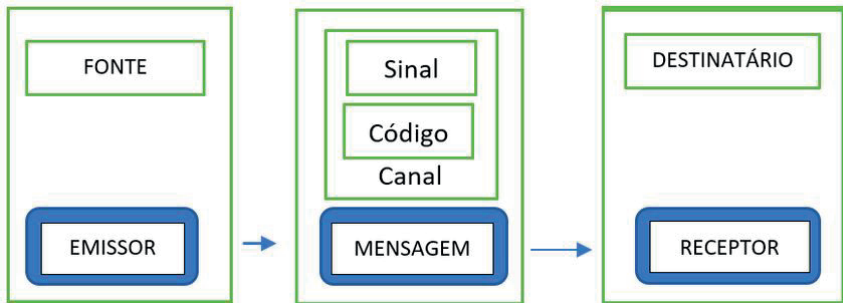 FONTE
EMISSOR
Sinal
Código
Canal
MENSAGEM
DESTINATÁRIO
RECEPTOR